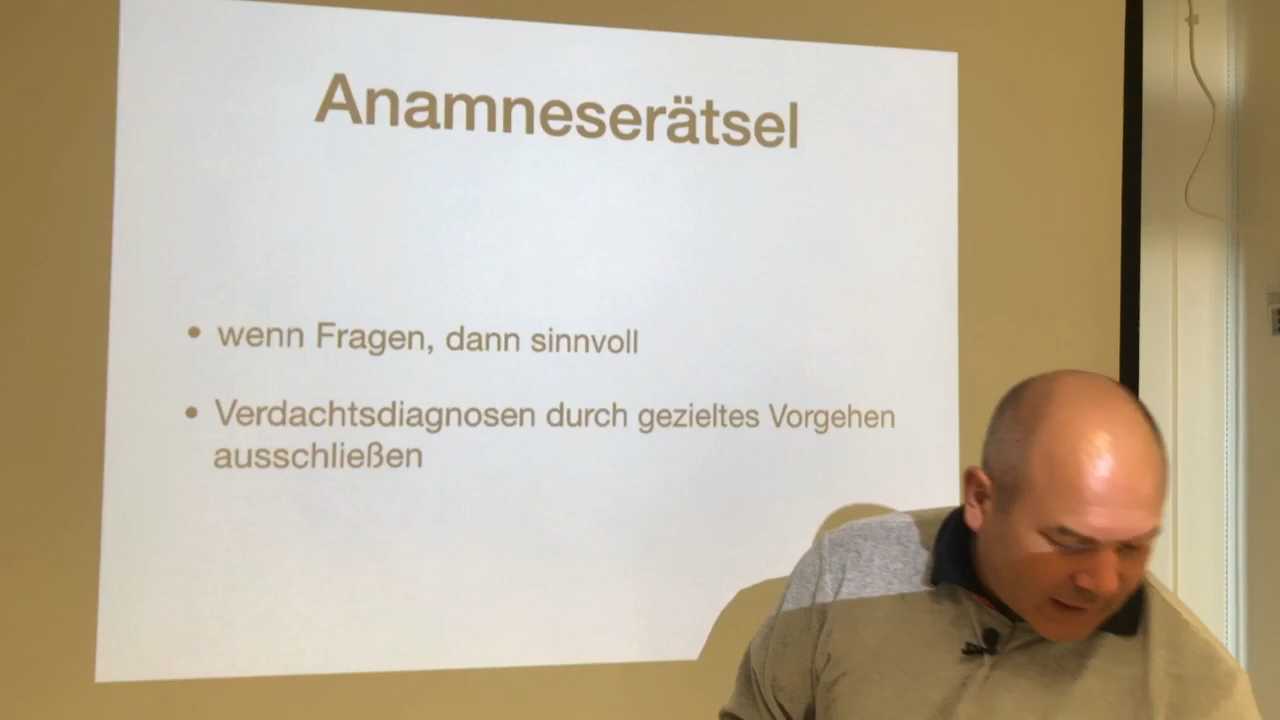 Anamneserätsel
• wenn Fragen, dann sinnvoll
• Verdachtsdiagnosen durch gezieltes Vorgehen
ausschließen